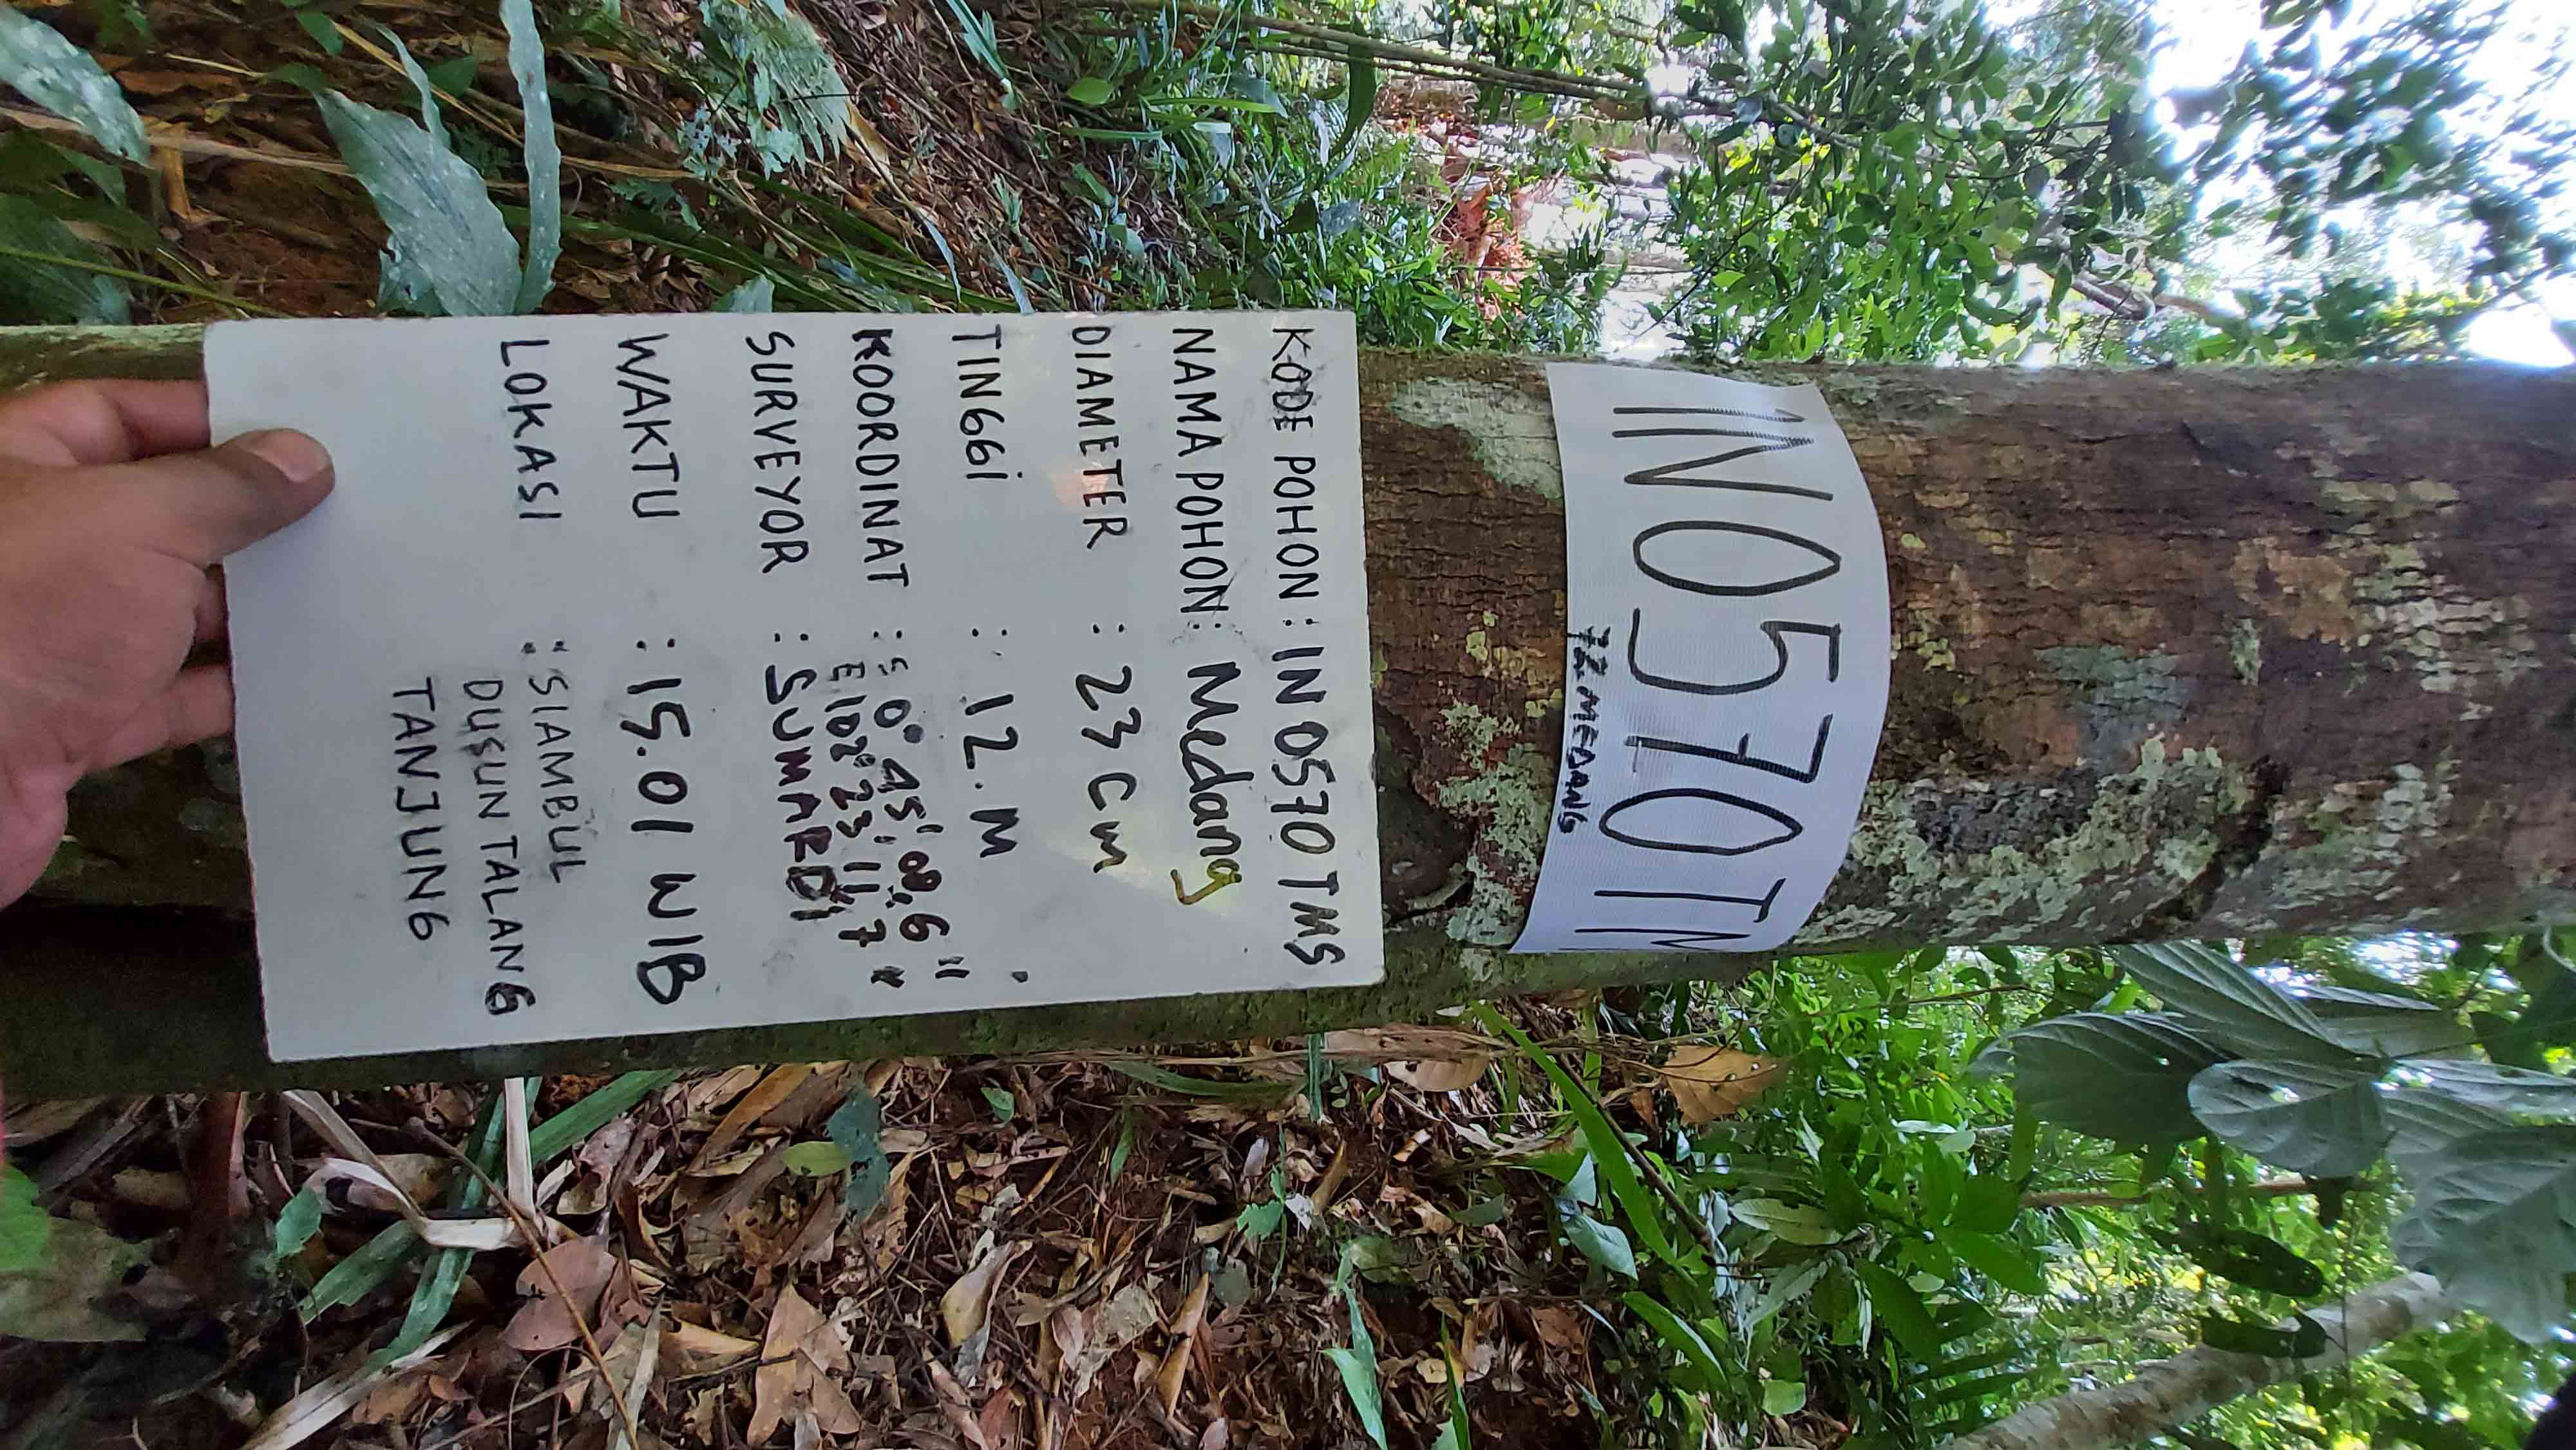 IN0570TM
72 MEDANG
KODE POHON : IN 0570 TMS
NAMA POHON : Medang
DIAMETER : 23 cm
TINGGi : 12. M
KOORDINAT : S 0° 45' 09.6"
E 102° 23' 11.7"
SURVEYOR : SUMARDI
WAKTU : 15.01 WIB
LOKASI : SIAMBUL
DUSUN TALANG
TANJUNG